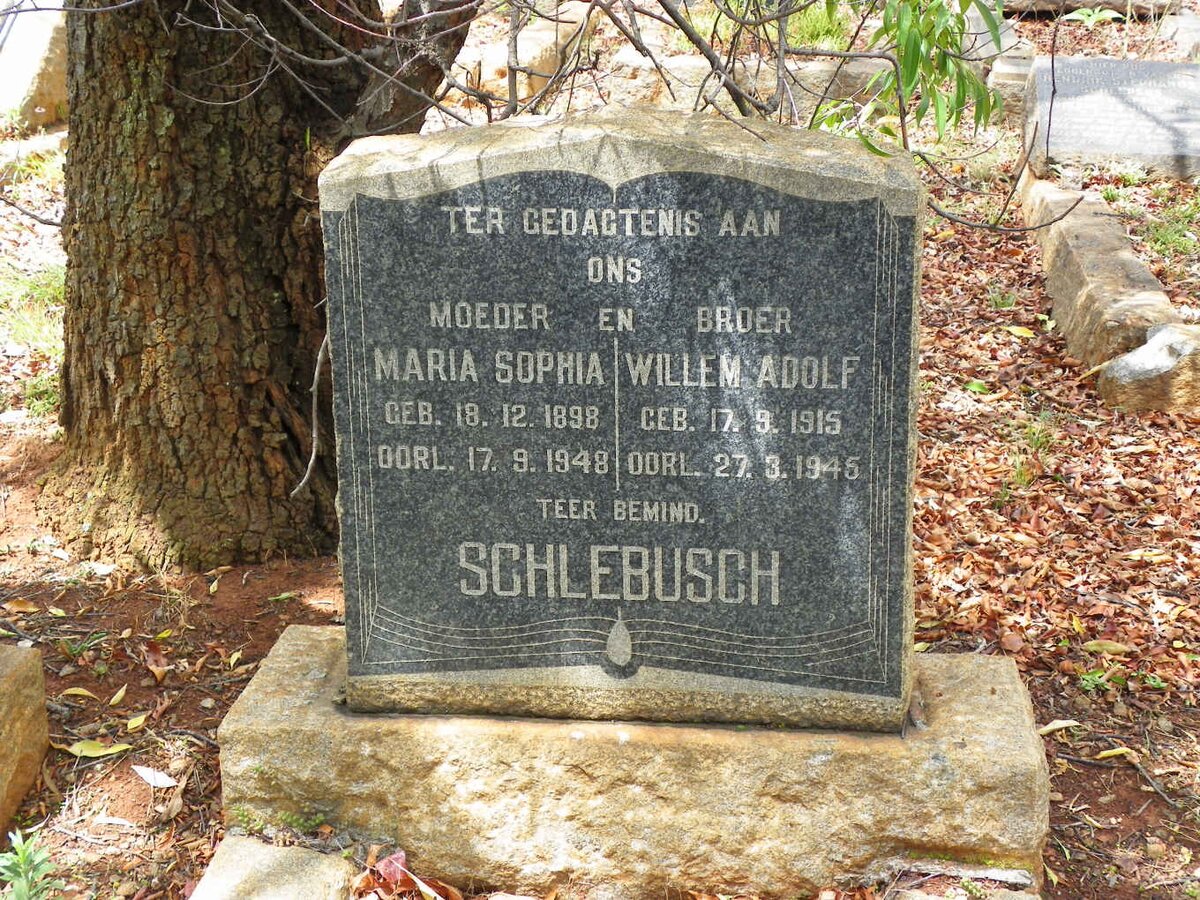 TER GEDAGTENIS AAN
ONS
MOEDER EN BROER
MARIA SOPHIA
GEB. 18. 12. 1898
OORL. 17. 9. 1948
WILLEM ADOLF
GEB. 17. 9. 1915
OORL. 27. 3. 1945
TEER BEMIND.
SCHLEBUSCH